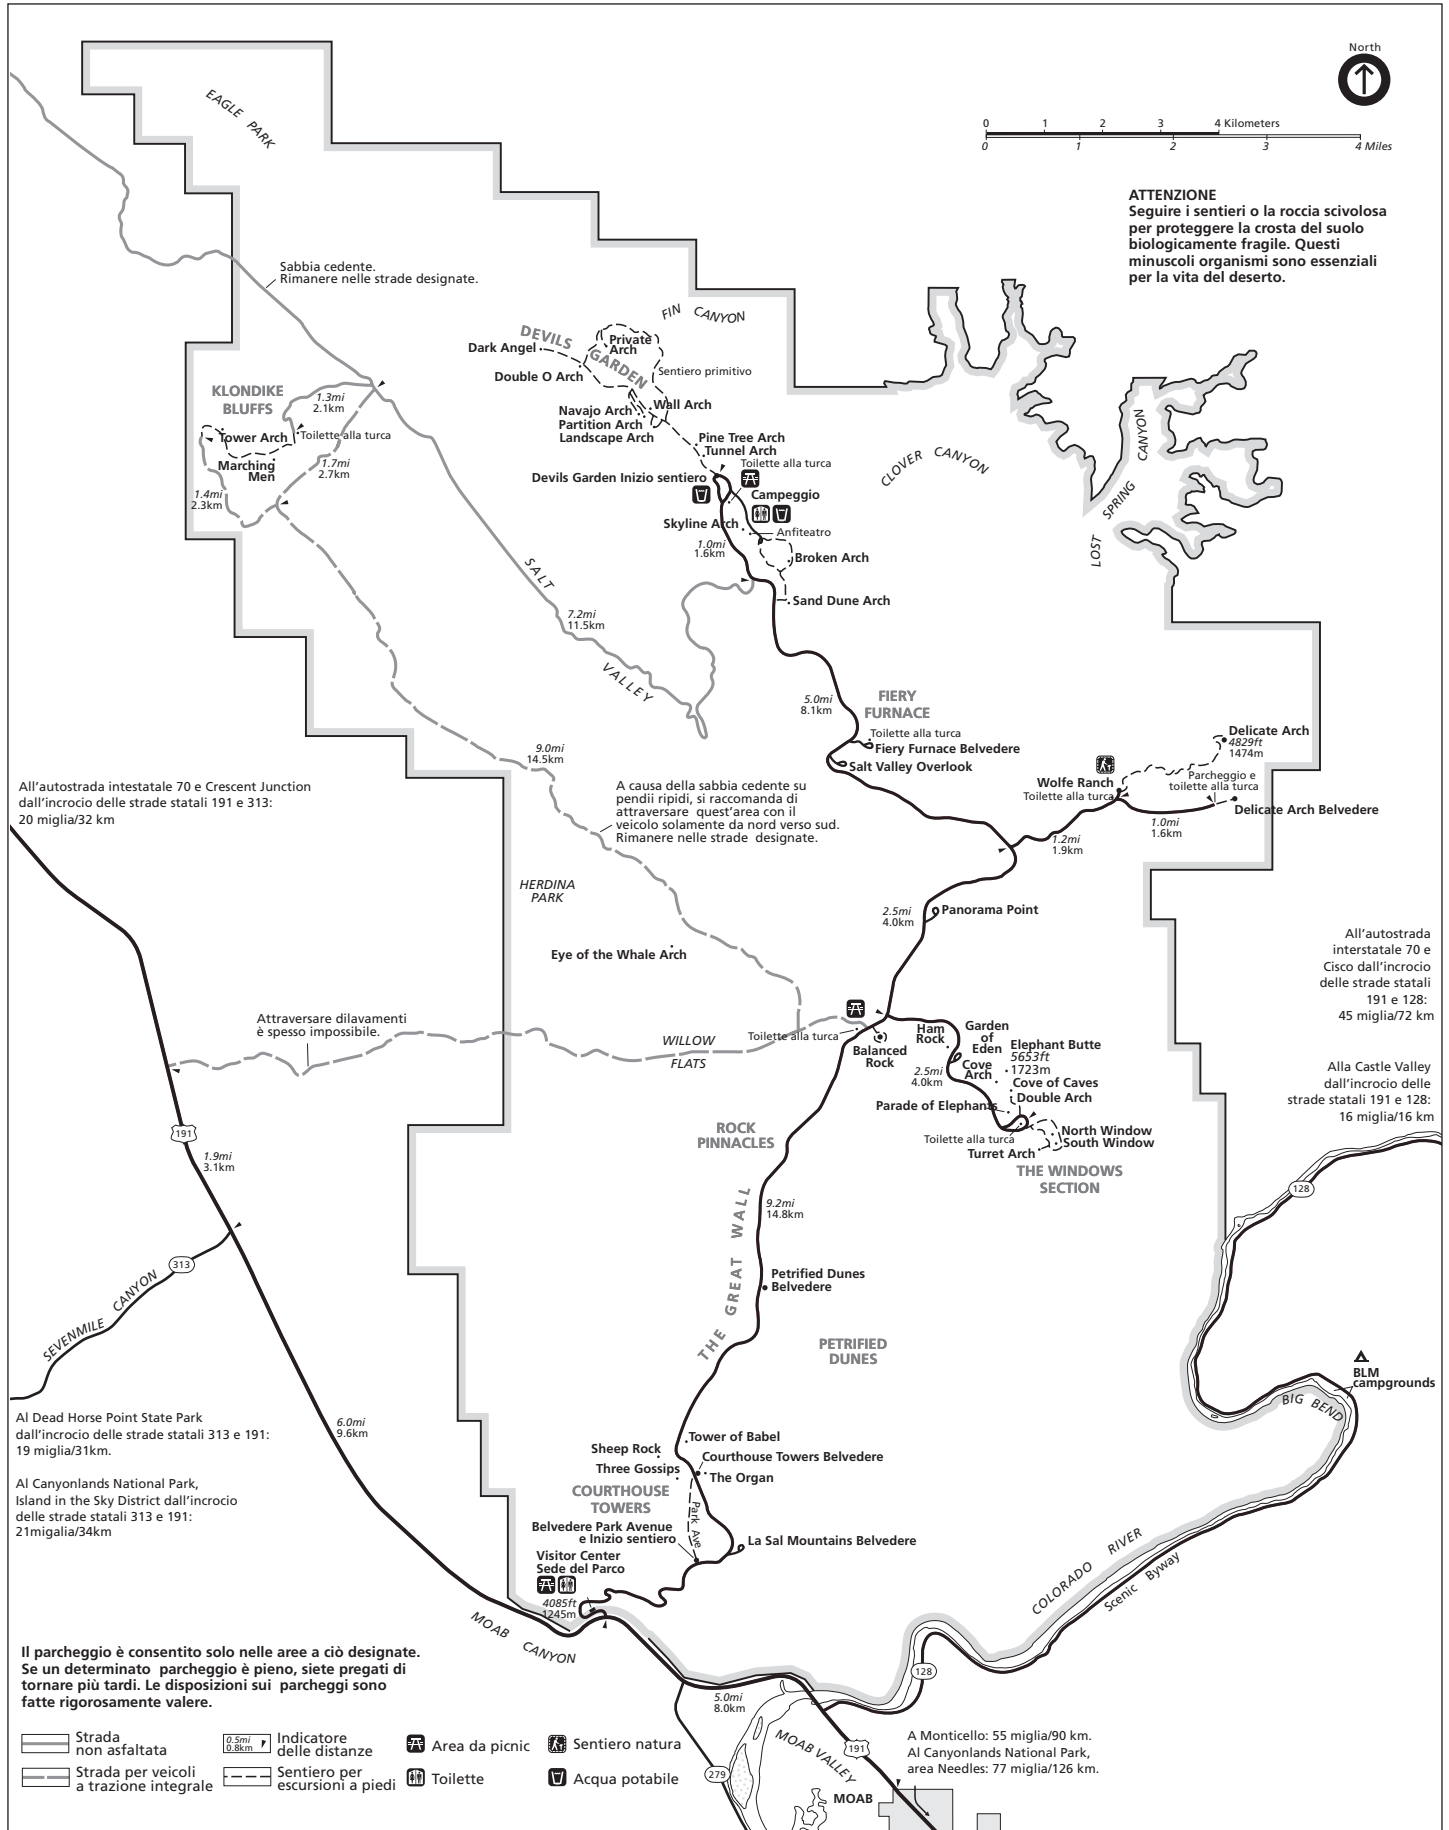 North
0 1 2 3 4 Kilometers
0 1 2 3 4 Miles
ATTENZIONE
Seguire i sentieri o la roccia scivolosa
per proteggere la crosta del suolo
biologicamente fragile. Questi
minuscoli organismi sono essenziali
per la vita del deserto.
EAGLE PARK
Sabbia cedente.
Rimanere nelle strade designate.
FIN CANYON
DEVILS
GARDEN
Private
Arch
Dark Angel
Double O Arch
Sentiero primitivo
Navajo Arch
Partition Arch
Landscape Arch
Wall Arch
Pine Tree Arch
Tunnel Arch
Toilette alla turca
Devils Garden Inizio sentiero
Campeggio
Skyline Arch
Anfiteatro
1.0mi
1.6km
Broken Arch
Sand Dune Arch
KLONDIKE
BLUFFS
1.3mi
2.1km
Tower Arch
Toilette alla turca
Marching
Men
1.7mi
2.7km
1.4mi
2.3km
CLOVER CANYON
LOST SPRING CANYON
SALT
7.2mi
11.5km
VALLEY
5.0mi
8.1km
FIERY
FURNACE
Toilette alla turca
Fiery Furnace Belvedere
Salt Valley Overlook
Delicate Arch
4829ft
1474m
Wolfe Ranch
Toilette alla turca
Parcheggio e
toilette alla turca
Delicate Arch Belvedere
1.0mi
1.6km
1.2mi
1.9km
9.0mi
14.5km
A causa della sabbia cedente su
pendii ripidi, si raccomanda di
attraversare quest'area con il
veicolo solamente da nord verso sud.
Rimanere nelle strade designate.
All'autostrada intestatale 70 e Crescent Junction
dall'incrocio delle strade statali 191 e 313:
20 miglia/32 km
HERDINA
PARK
2.5mi
4.0km
Panorama Point
Eye of the Whale Arch
All'autostrada
interstatale 70 e
Cisco dall'incrocio
delle strade statali
191 e 128:
45 miglia/72 km
Attraversare dilavamenti
è spesso impossibile.
WILLOW
FLATS
Toilette alla turca
Balanced
Rock
Ham
Rock
Garden
of
Eden
Elephant Butte
5653ft
1723m
2.5mi
4.0km
Cove
Arch
Cove of Caves
Double Arch
Parade of Elephants
Toilette alla turca
North Window
South Window
Turret Arch
THE WINDOWS
SECTION
Alla Castle Valley
dall'incrocio delle
strade statali 191 e 128:
16 miglia/16 km
ROCK
PINNACLES
191
1.9mi
3.1km
128
THE GREAT WALL
9.2mi
14.8km
313
SEVENMILE CANYON
Petrified Dunes
Belvedere
PETRIFIED
DUNES
BLM
campgrounds
BIG BEND
Al Dead Horse Point State Park
dall'incrocio delle strade statali 313 e 191:
19 miglia/31km.
6.0mi
9.6km
Al Canyonlands National Park,
Island in the Sky District dall'incrocio
delle strade statali 313 e 191:
21miglia/34km
Tower of Babel
Sheep Rock
Courthouse Towers Belvedere
Three Gossips
The Organ
COURTHOUSE
TOWERS
Park Ave
Belvedere Park Avenue
e Inizio sentiero
La Sal Mountains Belvedere
Visitor Center
Sede del Parco
4085ft
1245m
COLORADO RIVER
Scenic Byway
MOAB CANYON
128
5.0mi
8.0km
Il parcheggio è consentito solo nelle aree a ciò designate.
Se un determinato parcheggio è pieno, siete pregati di
tornare più tardi. Le disposizioni sui parcheggi sono
fatte rigorosamente valere.
MOAB VALLEY
191
279
MOAB
A Monticello: 55 miglia/90 km.
Al Canyonlands National Park,
area Needles: 77 miglia/126 km.
Strada
non asfaltata
0.5mi
0.8km
Indicatore
delle distanze
Area da picnic
Sentiero natura
Strada per veicoli
a trazione integrale
Sentiero per
escursioni a piedi
Toilette
Acqua potabile